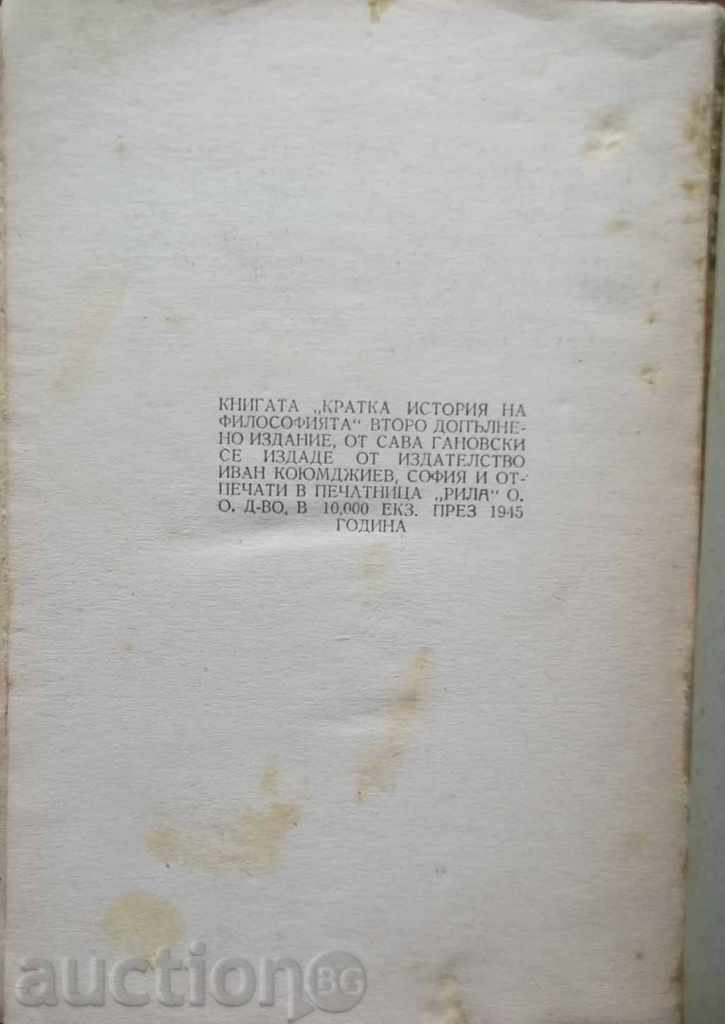 КНИГАТА „КРАТКА ИСТОРИЯ НА
ФИЛОСОФИЯТА“ ВТОРО ДОПЪЛНЕ-
НО ИЗДАНИЕ, ОТ САВА ГАНОВСКИ
СЕ ИЗДАДЕ ОТ ИЗДАТЕЛСТВО
ИВАН КОЮМДЖИЕВ, СОФИЯ И ОТ-
ПЕЧАТИ В ПЕЧАТНИЦА „РИЛА“ О.
О. Д-ВО, В 10,000 ЕКЗ. ПРЕЗ 1945
ГОДИНА
auctionBG